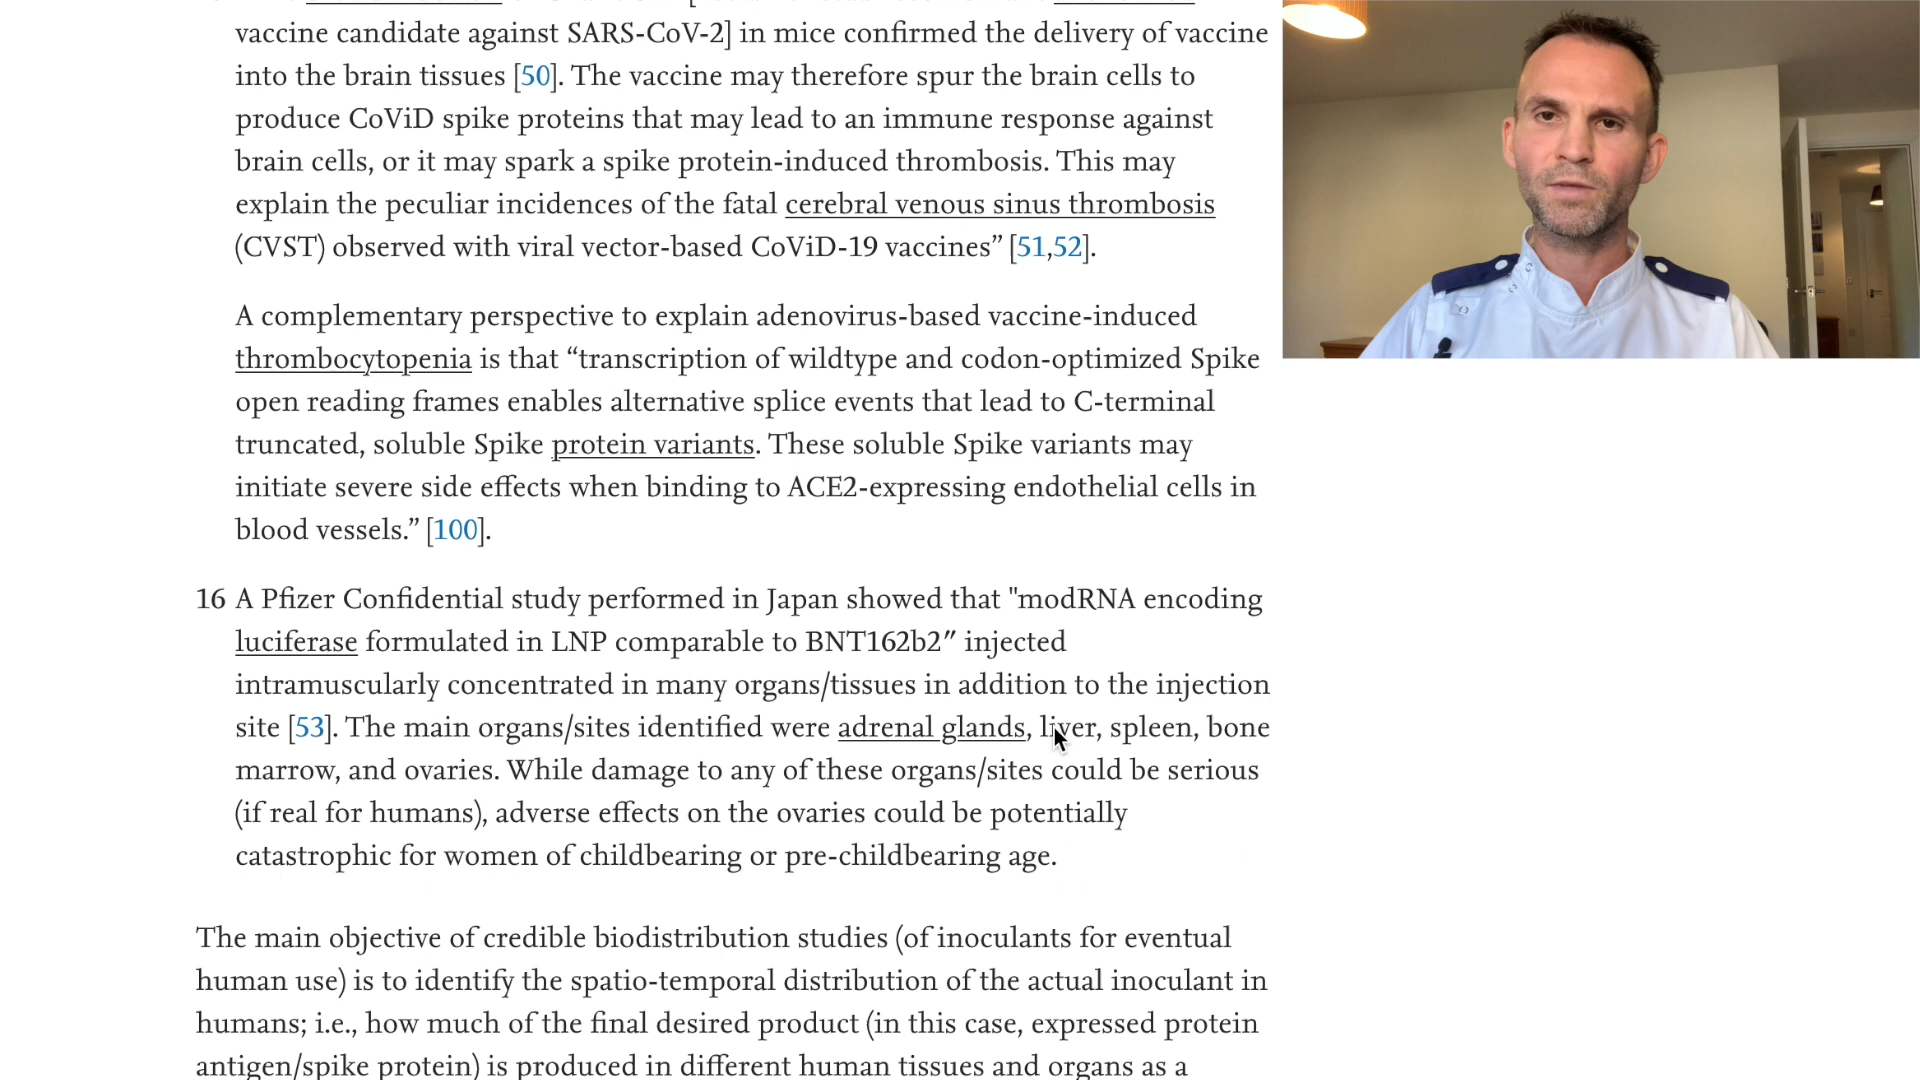 vaccine candidate against SARS-CoV-2] in mice confirmed the delivery of vaccine
into the brain tissues [50]. The vaccine may therefore spur the brain cells to
produce CoViD spike proteins that may lead to an immune response against
brain cells, or it may spark a spike protein-induced thrombosis. This may
explain the peculiar incidences of the fatal cerebral venous sinus thrombosis
(CVST) observed with viral vector-based CoViD-19 vaccines” [51,52].
A complementary perspective to explain adenovirus-based vaccine-induced
thrombocytopenia is that “transcription of wildtype and codon-optimized Spike
open reading frames enables alternative splice events that lead to C-terminal
truncated, soluble Spike protein variants. These soluble Spike variants may
initiate severe side effects when binding to ACE2-expressing endothelial cells in
blood vessels.” [100].
16 A Pfizer Confidential study performed in Japan showed that "modRNA encoding
luciferase formulated in LNP comparable to BNT162b2″ injected
intramuscularly concentrated in many organs/tissues in addition to the injection
site [53]. The main organs/sites identified were adrenal glands, liver, spleen, bone
marrow, and ovaries. While damage to any of these organs/sites could be serious
(if real for humans), adverse effects on the ovaries could be potentially
catastrophic for women of childbearing or pre-childbearing age.
The main objective of credible biodistribution studies (of inoculants for eventual
human use) is to identify the spatio-temporal distribution of the actual inoculant in
humans; i.e., how much of the final desired product (in this case, expressed protein
antigen/spike protein) is produced in different human tissues and organs as a